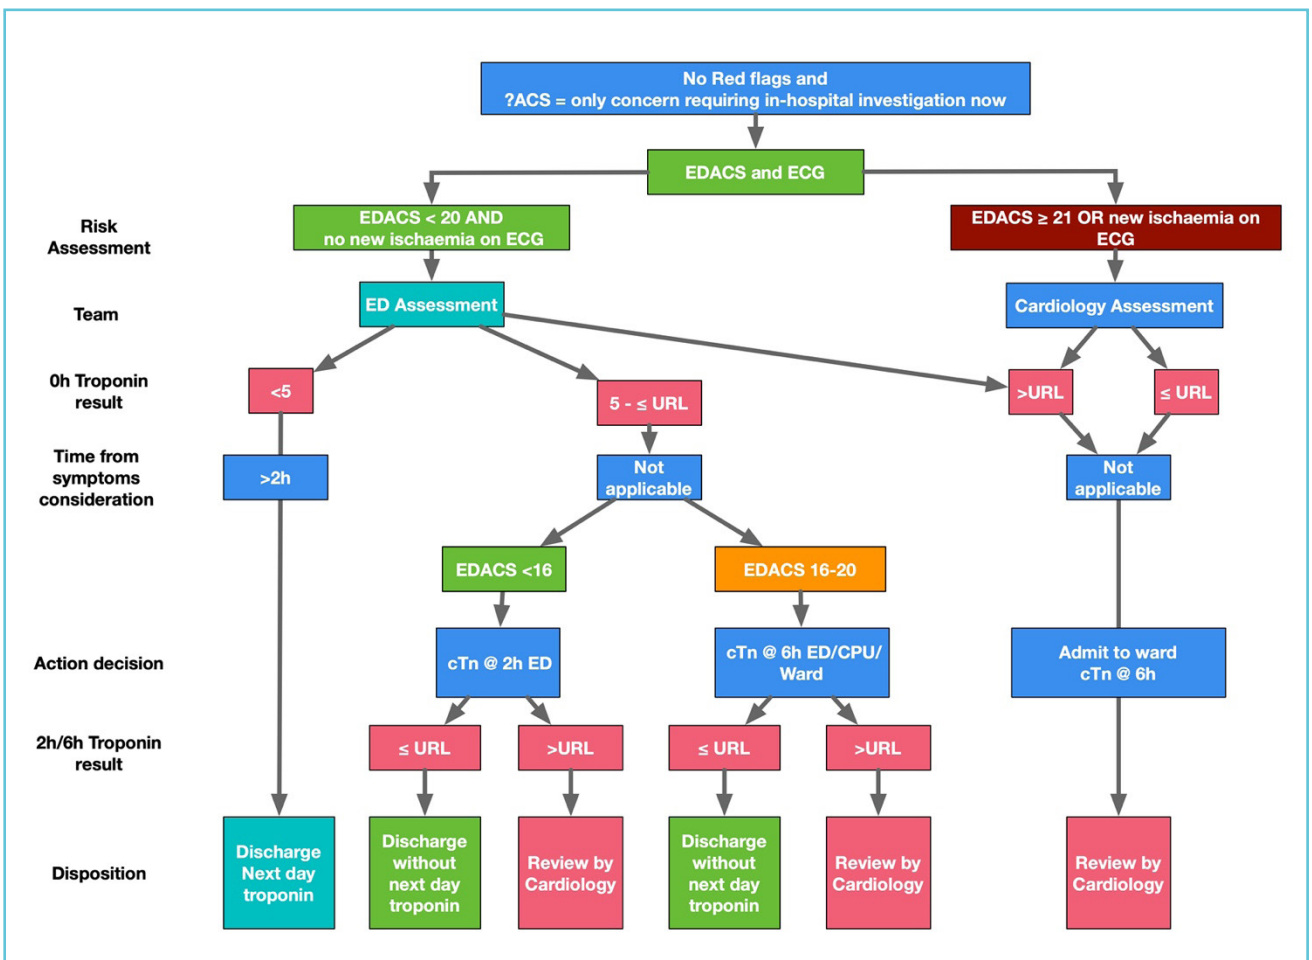 No Red flags and
?ACS = only concern requiring in-hospital investigation now
EDACS and ECG
Risk
Assessment
EDACS < 20 AND
no new ischaemia on ECG
EDACS ≥ 21 OR new ischaemia on
ECG
Team
ED Assessment
Cardiology Assessment
0h Troponin
result
<5
5 - ≤ URL
>URL
≤ URL
Time from
symptoms
consideration
>2h
Not
applicable
Not
applicable
EDACS <16
EDACS 16-20
Action decision
cTn @ 2h ED
cTn @ 6h ED/CPU/
Ward
Admit to ward
cTn @ 6h
2h/6h Troponin
result
≤ URL
>URL
≤ URL
>URL
Disposition
Discharge
Next day
troponin
Discharge
without
next day
troponin
Review by
Cardiology
Discharge
without
next day
troponin
Review by
Cardiology
Review by
Cardiology